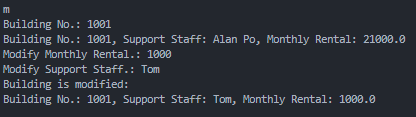 m
Building No.: 1001
Building No.: 1001, Support Staff: Alan Po, Monthly Rental: 21000.0
Modify Monthly Rental.: 1000
Modify Support Staff.: Tom
Building is modified:
Building No.: 1001, Support Staff: Tom, Monthly Rental: 1000.0